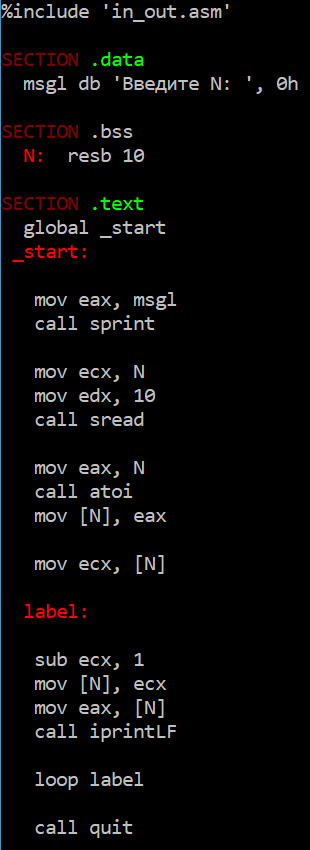 %include 'in_out.asm'
SECTION .data
msgl db 'Введите N: ', 0h
SECTION .bss
N: resb 10
SECTION .text
global _start
_start:
mov eax, msgl
call sprint
mov ecx, N
mov edx, 10
call sread
mov eax, N
call atoi
mov [N], eax
mov ecx, [N]
label:
sub ecx, 1
mov [N], ecx
mov eax, [N]
call iprintLF
loop label
call quit